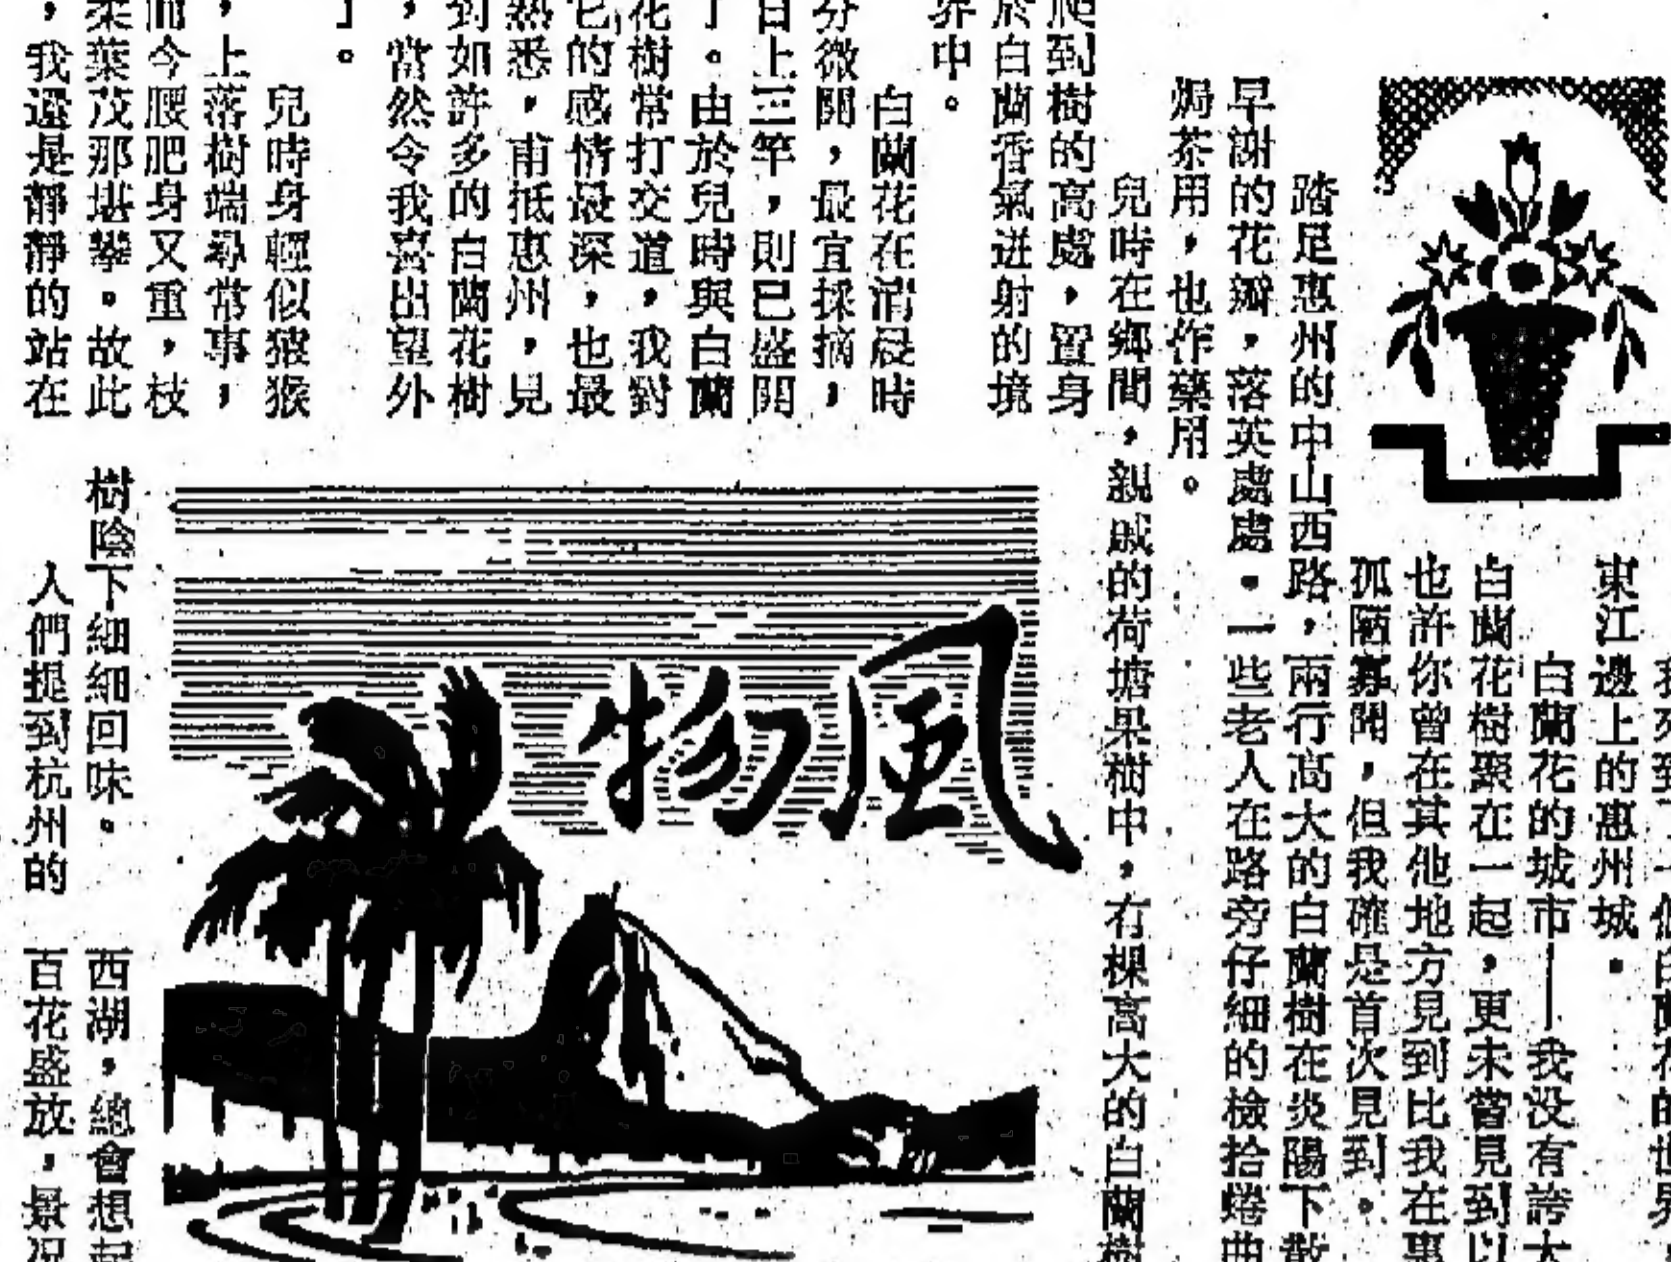 東江邊上的惠州城。
白蘭花的城市——我没有誇大
白蘭花樹聚在一起，更未嘗見到以
也許你曾在其他地方見到比我在惠
孤陋寡聞，但我確是首次見到。
踏足惠州的中山西路，兩行高大的白蘭樹在炎陽下散
早謝的花瓣，落英處處。一些老人在路旁仔細的檢拾蜷曲
焗茶用，也作藥用。
兒時在鄉間，親戚的荷塘果樹中，有棵高大的白蘭樹
爬到樹的高處，置身
於白蘭香氣迸射的境
界中。
白蘭花在清晨時
分微開，最宜採摘，
日上三竿，則已盛開
了。由於兒時與白蘭
花樹常打交道，我對
它的感情最深，也最
熟悉，甫抵惠州，見
到如許多的白蘭花樹
，當然令我喜出望外
」。
兒時身輕似猿猴
，上落樹端尋常事，
而今腰肥身又重，枝
柔葉茂那堪攀。故此
，我還是靜靜的站在
風物
樹陰下細細回味。
人們提到杭州的
西湖，總會想起
百花盛放，景况